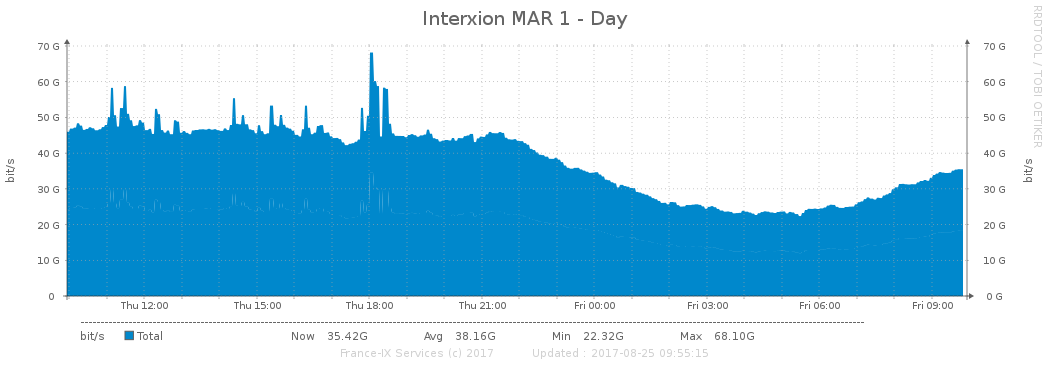 Interxion MAR 1 - Day
RRDTOOL / TOBI OETIKER
bit/s
70 G
60 G
50 G
40 G
30 G
20 G
10 G
0
70 G
60 G
50 G
40 G
30 G
20 G
10 G
0 G
bit/s
Thu 12:00 Thu 15:00 Thu 18:00 Thu 21:00 Fri 00:00 Fri 03:00 Fri 06:00 Fri 09:00
bit/s Total Now 35.42G Avg 38.16G Min 22.32G Max 68.10G
France-IX Services (c) 2017 Updated : 2017-08-25 09:55:15